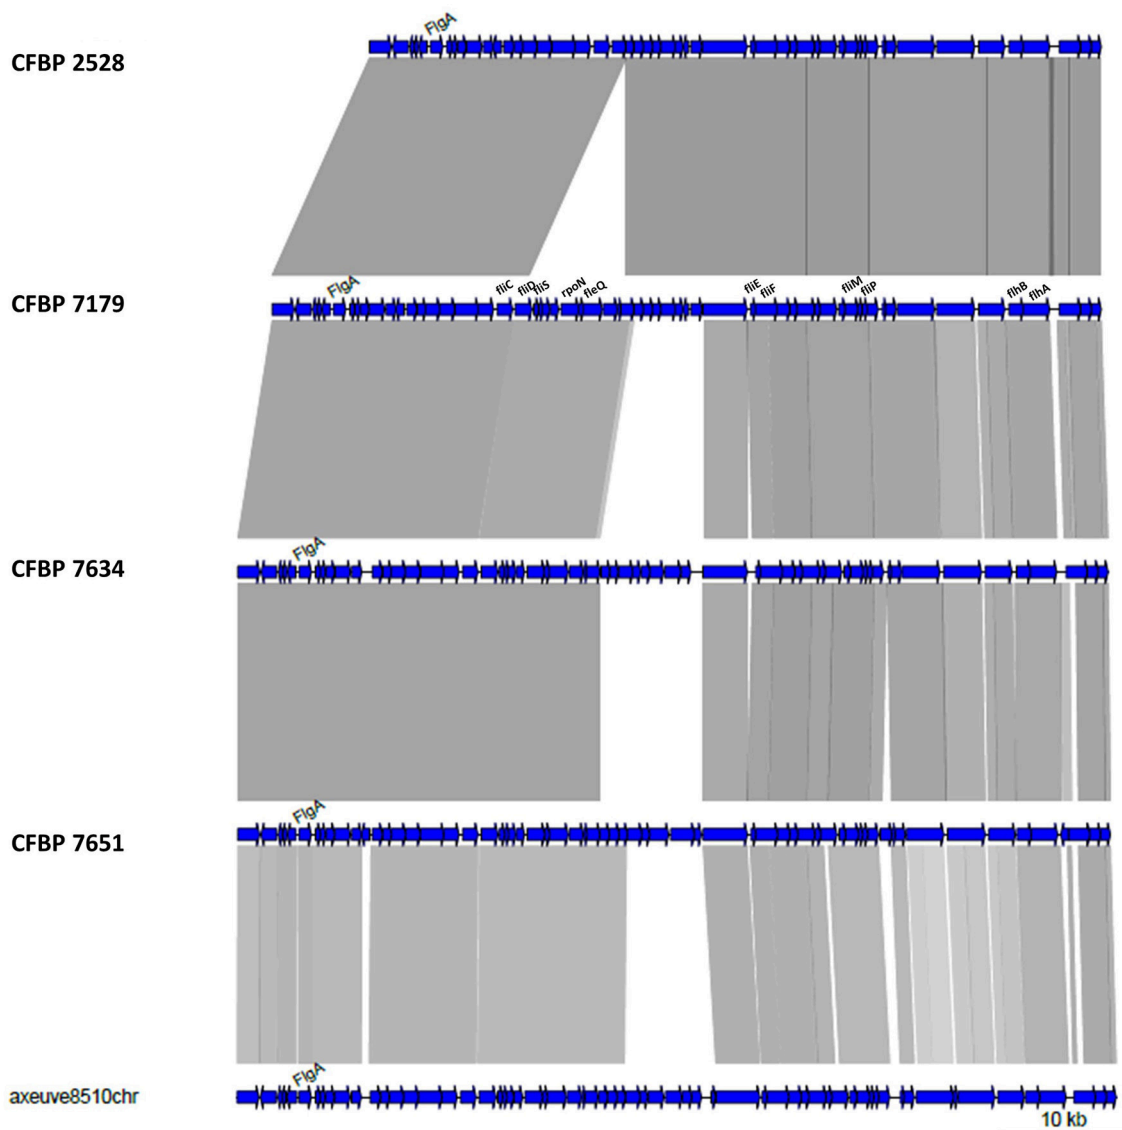 FlgA
CFBP 2528
FlgA fliC fliD fliS rpoN fleQ fliE fliF fliM fliP flhB flhA
CFBP 7179
FlgA
CFBP 7634
FlgA
CFBP 7651
FlgA
axeuve8510chr
10 kb